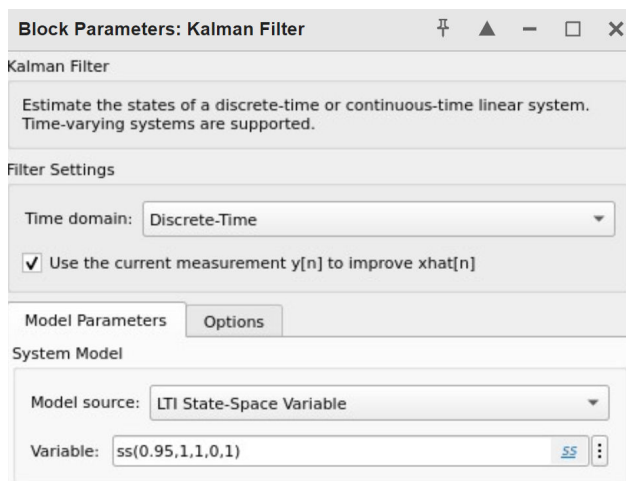 Block Parameters: Kalman Filter
Kalman Filter
Estimate the states of a discrete-time or continuous-time linear system.
Time-varying systems are supported.
Filter Settings
Time domain: Discrete-Time
Use the current measurement y[n] to improve xhat[n]
Model Parameters Options
System Model
Model source: LTI State-Space Variable
Variable: ss(0.95,1,1,0,1) ss